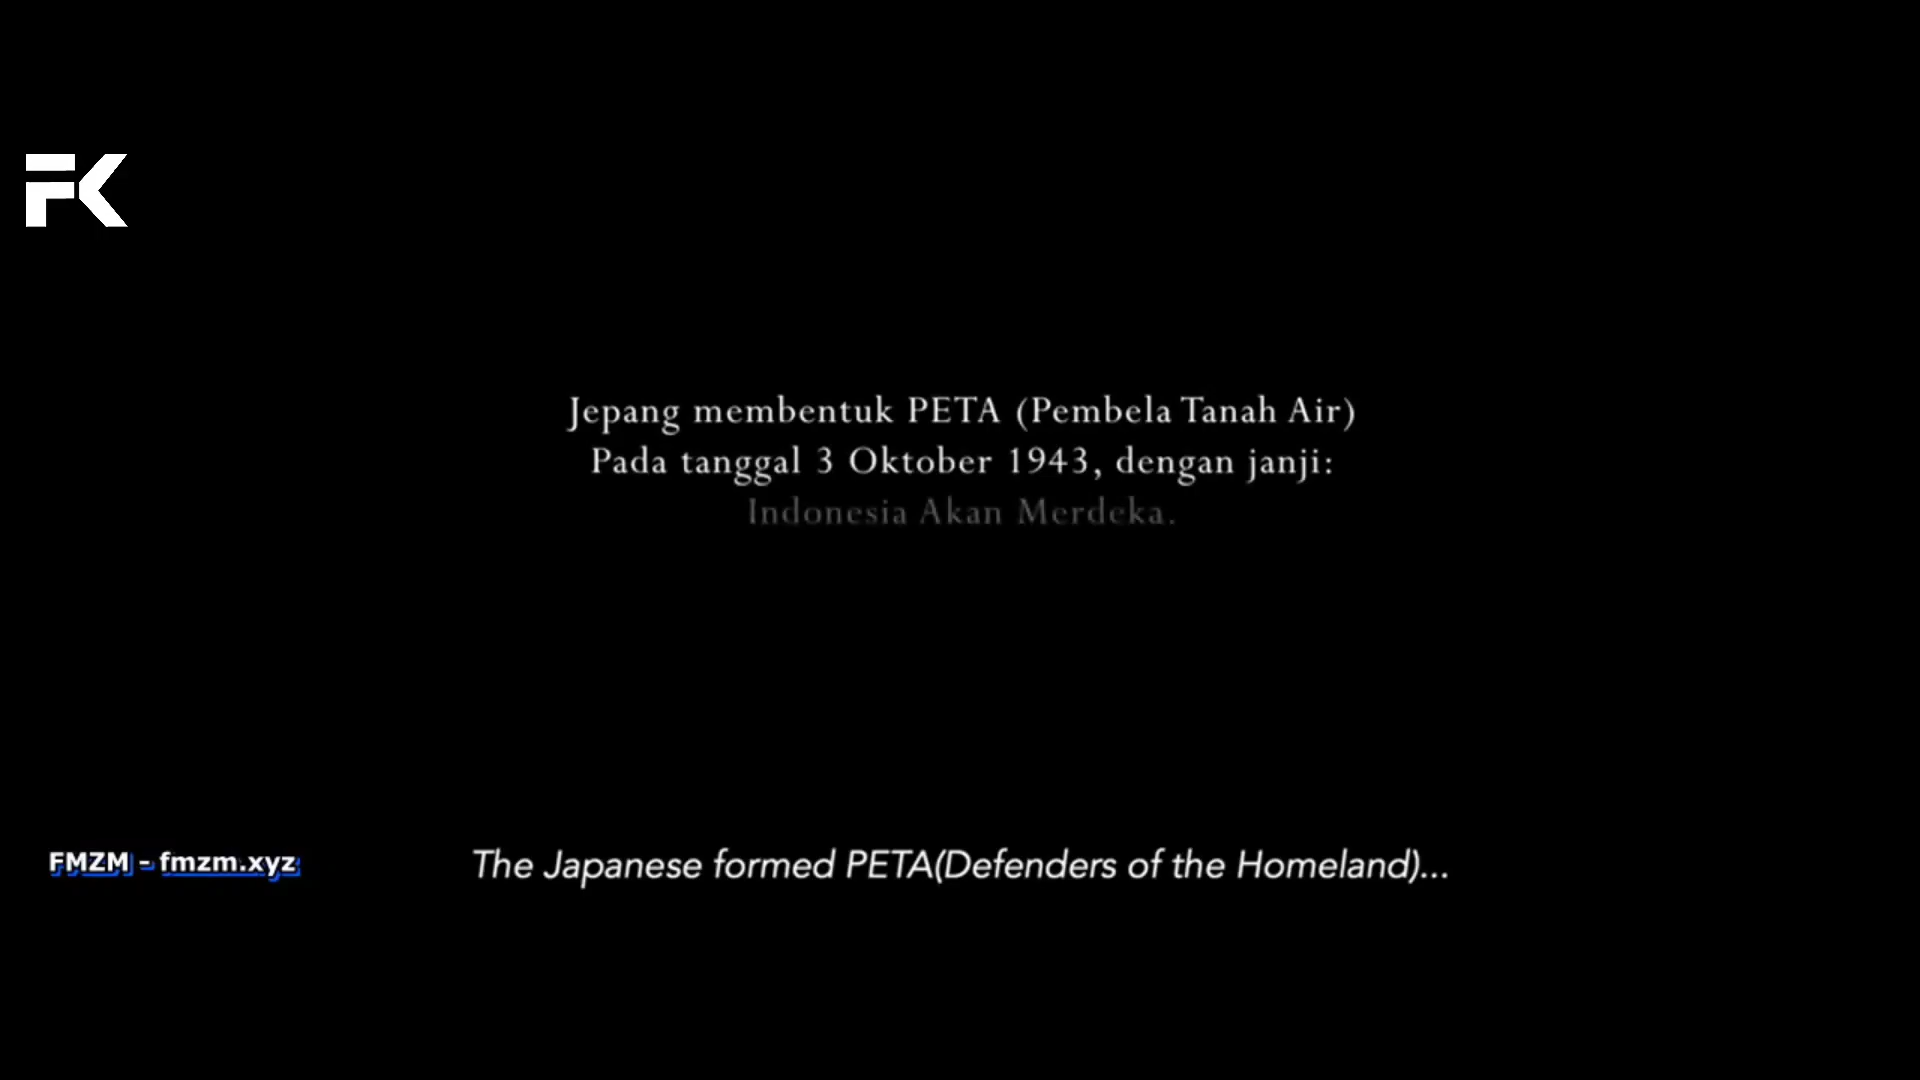 FK
Jepang membentuk PETA (Pembela Tanah Air)
Pada tanggal 3 Oktober 1943, dengan janji:
Indonesia Akan Merdeka.
FMZM - fmzm.xyz
The Japanese formed PETA(Defenders of the Homeland)...